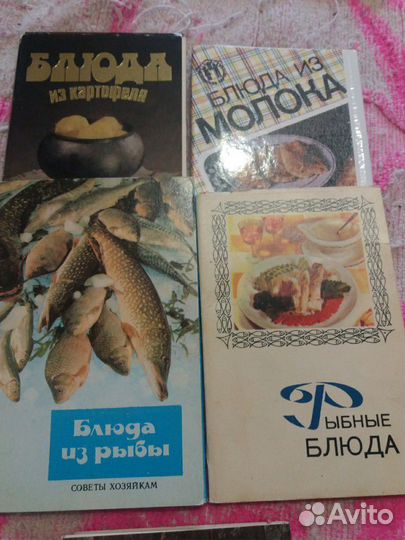 БЛЮДА
ИЗ КАРТОФЕЛЯ
БЛЮДА ИЗ
МОЛОКА
Блюда
из рыбы
СОВЕТЫ ХОЗЯЙКАМ
РЫБНЫЕ
БЛЮДА
Avito